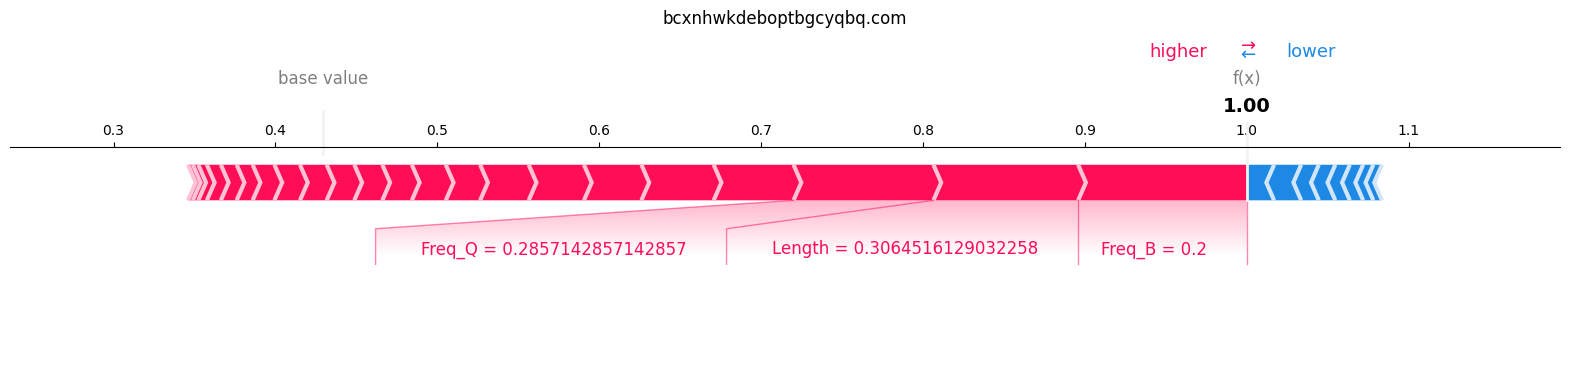 bcxnhwkdeboptbgcyqbq.com
higher ⇄ lower
base value f(x)
1.00
0.3 0.4 0.5 0.6 0.7 0.8 0.9 1.0 1.1
Freq_Q = 0.2857142857142857 Length = 0.3064516129032258 Freq_B = 0.2